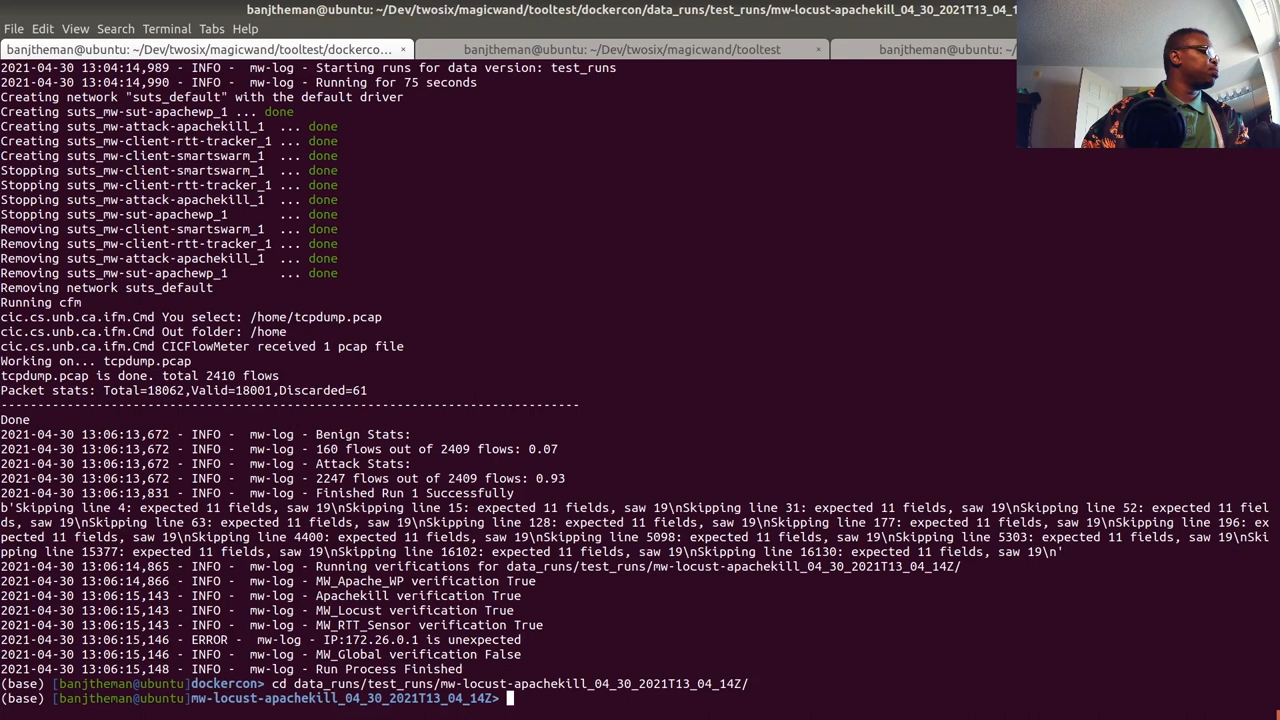 banjtheman@ubuntu: ~/Dev/twosix/magicwand/tooltest/dockercon/data_runs/test_runs/mw-locust-apachekill_04_30_2021T13_04_1
File Edit View Search Terminal Tabs Help
banjtheman@ubuntu: ~/Dev/twosix/magicwand/tooltest/dockerco... × banjtheman@ubuntu: ~/Dev/twosix/magicwand/tooltest × banjtheman@ubuntu: ~/
2021-04-30 13:04:14,989 - INFO -  mw-log - Starting runs for data version: test_runs
2021-04-30 13:04:14,990 - INFO -  mw-log - Running for 75 seconds
Creating network "suts_default" with the default driver
Creating suts_mw-sut-apachewp_1 ... done
Creating suts_mw-attack-apachekill_1  ... done
Creating suts_mw-client-rtt-tracker_1 ... done
Creating suts_mw-client-smartswarm_1  ... done
Stopping suts_mw-client-smartswarm_1  ... done
Stopping suts_mw-client-rtt-tracker_1 ... done
Stopping suts_mw-attack-apachekill_1  ... done
Stopping suts_mw-sut-apachewp_1       ... done
Removing suts_mw-client-smartswarm_1  ... done
Removing suts_mw-client-rtt-tracker_1 ... done
Removing suts_mw-attack-apachekill_1  ... done
Removing suts_mw-sut-apachewp_1       ... done
Removing network suts_default
Running cfm
cic.cs.unb.ca.ifm.Cmd You select: /home/tcpdump.pcap
cic.cs.unb.ca.ifm.Cmd Out folder: /home
cic.cs.unb.ca.ifm.Cmd CICFlowMeter received 1 pcap file
Working on... tcpdump.pcap
tcpdump.pcap is done. total 2410 flows
Packet stats: Total=18062,Valid=18001,Discarded=61
-------------------------------------------------------------------------------
Done
2021-04-30 13:06:13,672 - INFO -  mw-log - Benign Stats:
2021-04-30 13:06:13,672 - INFO -  mw-log - 160 flows out of 2409 flows: 0.07
2021-04-30 13:06:13,672 - INFO -  mw-log - Attack Stats:
2021-04-30 13:06:13,672 - INFO -  mw-log - 2247 flows out of 2409 flows: 0.93
2021-04-30 13:06:13,831 - INFO -  mw-log - Finished Run 1 Successfully
b'Skipping line 4: expected 11 fields, saw 19\nSkipping line 15: expected 11 fields, saw 19\nSkipping line 31: expected 11 fields, saw 19\nSkipping line 52: expected 11 fiel
ds, saw 19\nSkipping line 63: expected 11 fields, saw 19\nSkipping line 128: expected 11 fields, saw 19\nSkipping line 177: expected 11 fields, saw 19\nSkipping line 196: ex
pected 11 fields, saw 19\nSkipping line 4400: expected 11 fields, saw 19\nSkipping line 5098: expected 11 fields, saw 19\nSkipping line 5303: expected 11 fields, saw 19\nSki
pping line 15377: expected 11 fields, saw 19\nSkipping line 16102: expected 11 fields, saw 19\nSkipping line 16130: expected 11 fields, saw 19\n'
2021-04-30 13:06:14,865 - INFO -  mw-log - Running verifications for data_runs/test_runs/mw-locust-apachekill_04_30_2021T13_04_14Z/
2021-04-30 13:06:14,866 - INFO -  mw-log - MW_Apache_WP verification True
2021-04-30 13:06:15,143 - INFO -  mw-log - Apachekill verification True
2021-04-30 13:06:15,143 - INFO -  mw-log - MW_Locust verification True
2021-04-30 13:06:15,143 - INFO -  mw-log - MW_RTT_Sensor verification True
2021-04-30 13:06:15,146 - ERROR -  mw-log - IP:172.26.0.1 is unexpected
2021-04-30 13:06:15,146 - INFO -  mw-log - MW_Global verification False
2021-04-30 13:06:15,148 - INFO -  mw-log - Run Process Finished
(base) [banjtheman@ubuntu]dockercon> cd data_runs/test_runs/mw-locust-apachekill_04_30_2021T13_04_14Z/
(base) [banjtheman@ubuntu]mw-locust-apachekill_04_30_2021T13_04_14Z>